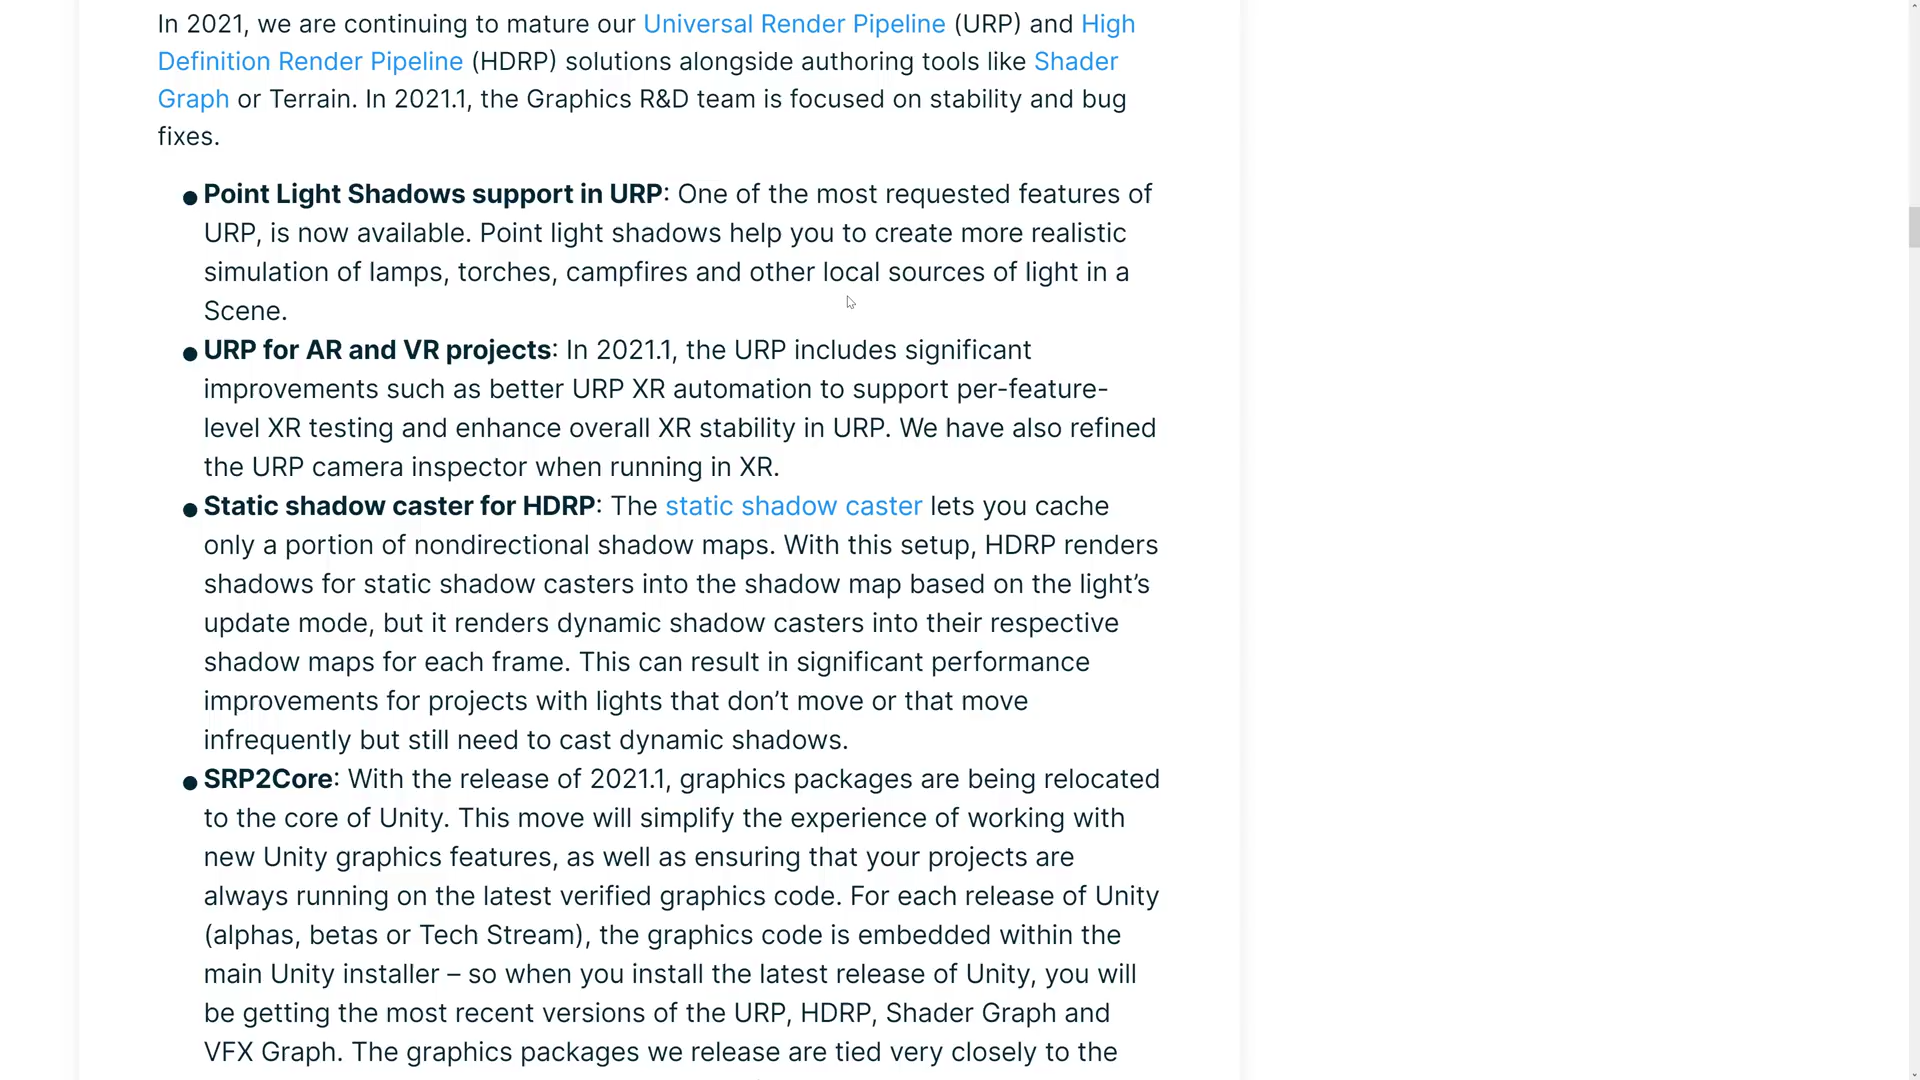 In 2021, we are continuing to mature our Universal Render Pipeline (URP) and High
Definition Render Pipeline (HDRP) solutions alongside authoring tools like Shader
Graph or Terrain. In 2021.1, the Graphics R&D team is focused on stability and bug
fixes.
● Point Light Shadows support in URP: One of the most requested features of
URP, is now available. Point light shadows help you to create more realistic
simulation of lamps, torches, campfires and other local sources of light in a
Scene.
● URP for AR and VR projects: In 2021.1, the URP includes significant
improvements such as better URP XR automation to support per-feature-
level XR testing and enhance overall XR stability in URP. We have also refined
the URP camera inspector when running in XR.
● Static shadow caster for HDRP: The static shadow caster lets you cache
only a portion of nondirectional shadow maps. With this setup, HDRP renders
shadows for static shadow casters into the shadow map based on the light’s
update mode, but it renders dynamic shadow casters into their respective
shadow maps for each frame. This can result in significant performance
improvements for projects with lights that don’t move or that move
infrequently but still need to cast dynamic shadows.
● SRP2Core: With the release of 2021.1, graphics packages are being relocated
to the core of Unity. This move will simplify the experience of working with
new Unity graphics features, as well as ensuring that your projects are
always running on the latest verified graphics code. For each release of Unity
(alphas, betas or Tech Stream), the graphics code is embedded within the
main Unity installer – so when you install the latest release of Unity, you will
be getting the most recent versions of the URP, HDRP, Shader Graph and
VFX Graph. The graphics packages we release are tied very closely to the